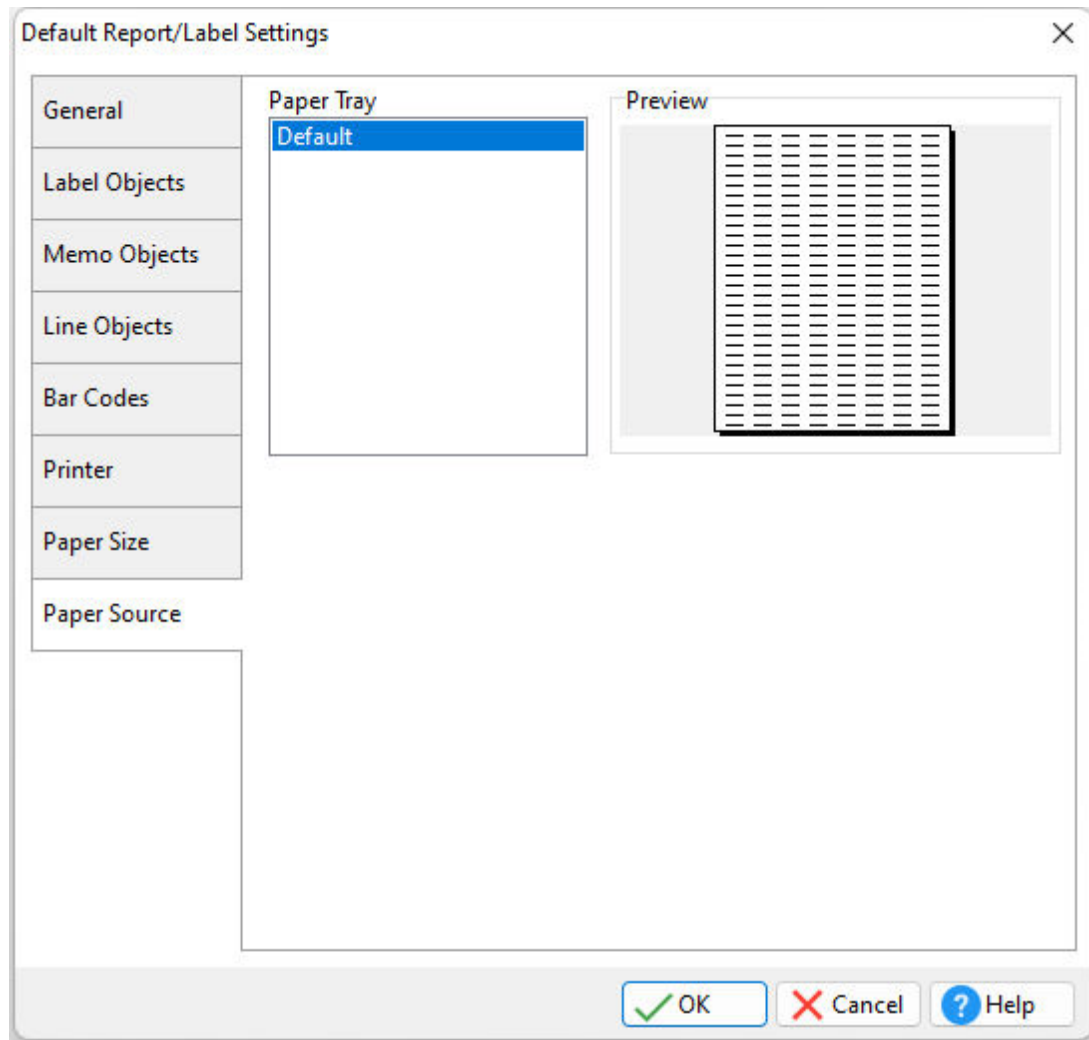 Default Report/Label Settings
General
Label Objects
Memo Objects
Line Objects
Bar Codes
Printer
Paper Size
Paper Source
Paper Tray
Default
Preview
OK
Cancel
? Help